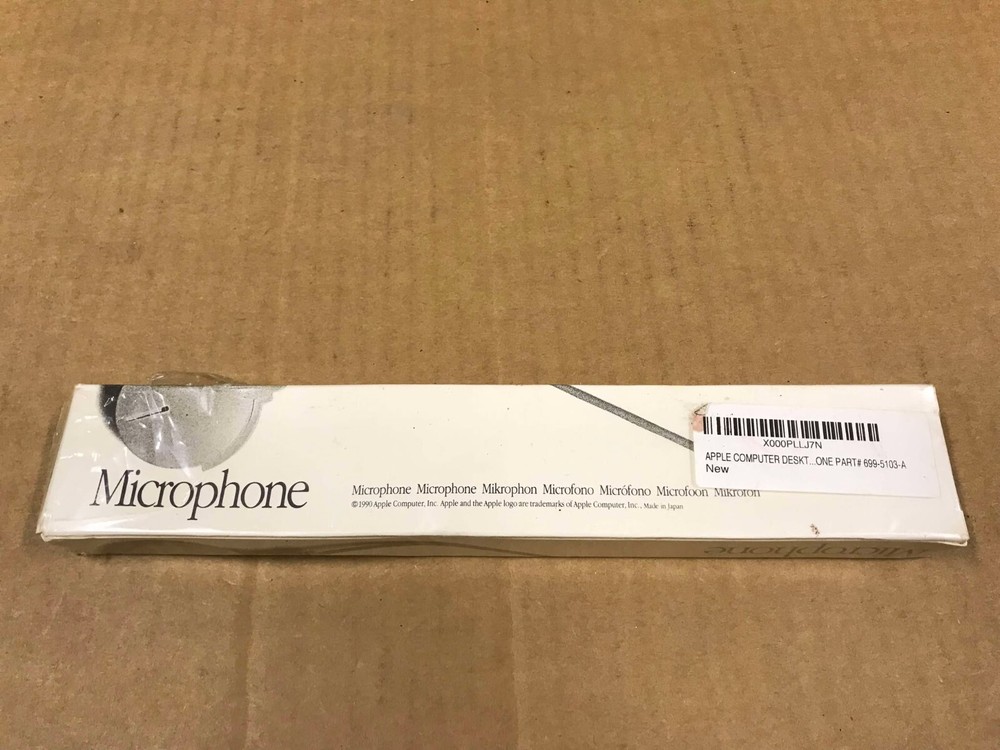 Microphone
Microphone Microphone Mikrophon Microfono Micrófono Microfoon Mikrofon
©1990 Apple Computer, Inc. Apple and the Apple logo are trademarks of Apple Computer, Inc., Made in Japan
X000PLLJ7N
APPLE COMPUTER DESKT...ONE PART# 699-5103-A
New
Microphone